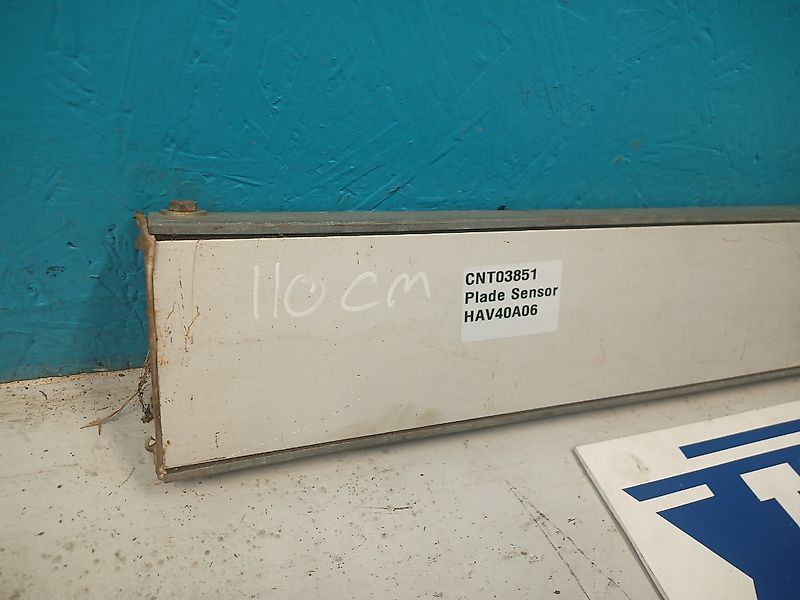 110 CM
CNT03851
Plade Sensor
HAV40A06